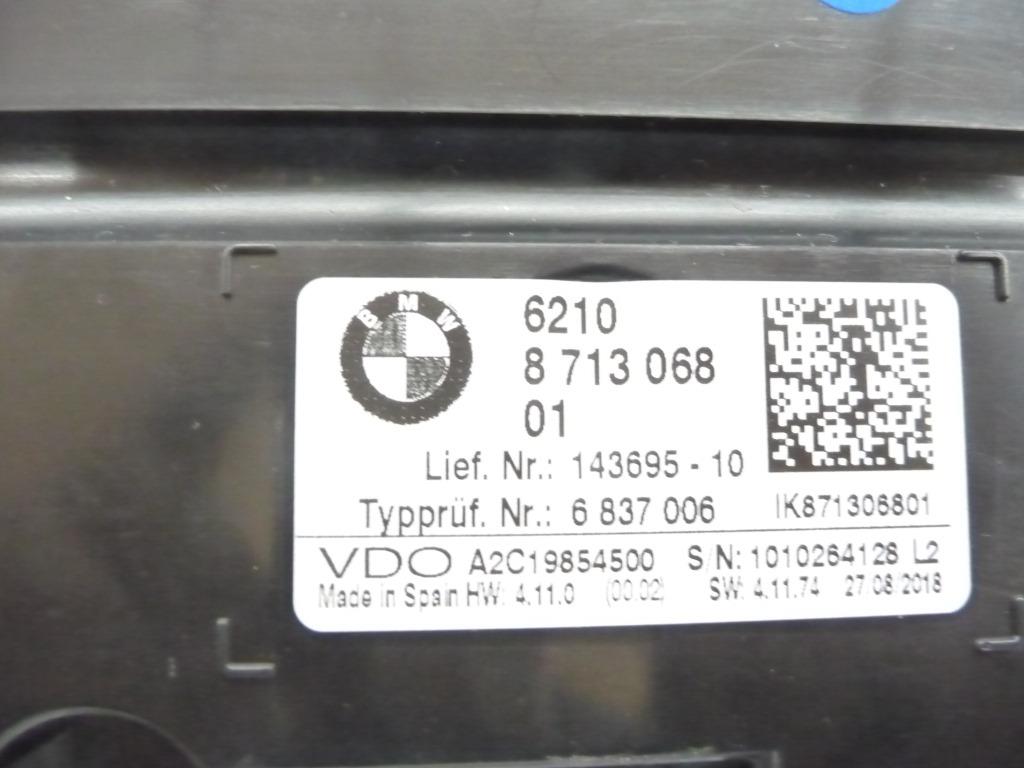 BMW
6210
8 713 068
01
Lief. Nr.: 143695 - 10
Typprüf. Nr.: 6 837 006
IK871306801
VDO A2C19854500 S/N: 1010264128 L2
Made in Spain HW: 4.11.0 (00.02) SW: 4.11.74 27/08/2018